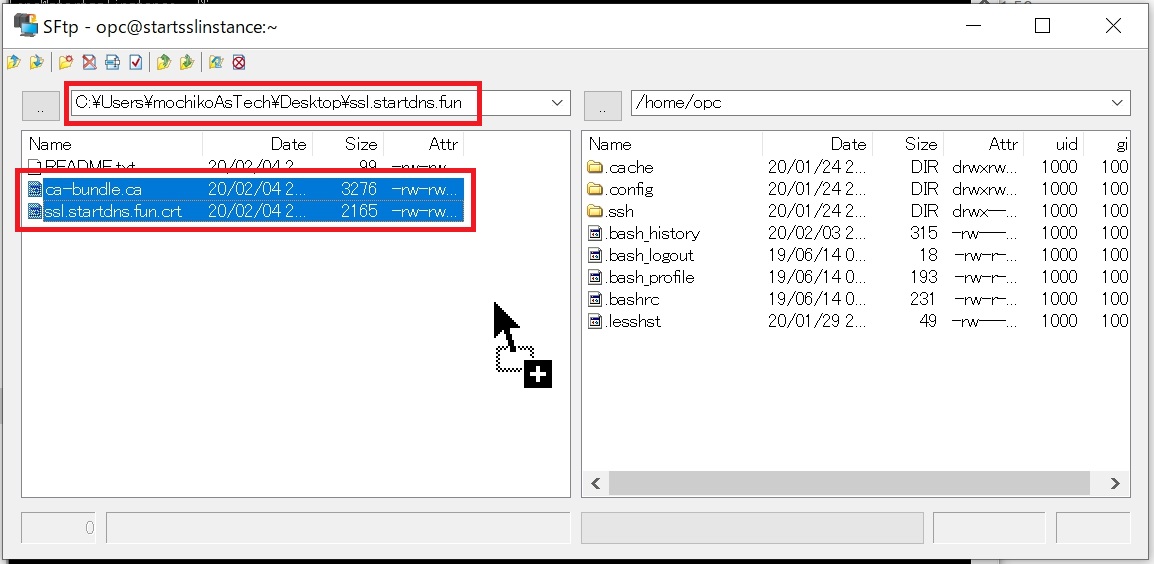 SFtp - opc@startsslinstance:~
.. C:¥Users¥mochikoAsTech¥Desktop¥ssl.startdns.fun
.. /home/opc
Name Date Size Attr
README.txt 20/02/04 2... 99 -rw-rw...
ca-bundle.ca 20/02/04 2... 3276 -rw-rw...
ssl.startdns.fun.crt 20/02/04 2... 2165 -rw-rw...
0
Name Date Size Attr uid gi
.cache 20/01/24 2... DIR drwxrw... 1000 100
.config 20/01/24 2... DIR drwxrw... 1000 100
.ssh 20/01/24 2... DIR drwx—... 1000 100
.bash_history 20/02/03 2... 315 -rw——... 1000 100
.bash_logout 19/06/14 0... 18 -rw-r-... 1000 100
.bash_profile 19/06/14 0... 193 -rw-r-... 1000 100
.bashrc 19/06/14 0... 231 -rw-r-... 1000 100
.lesshst 20/01/29 2... 49 -rw——... 1000 100